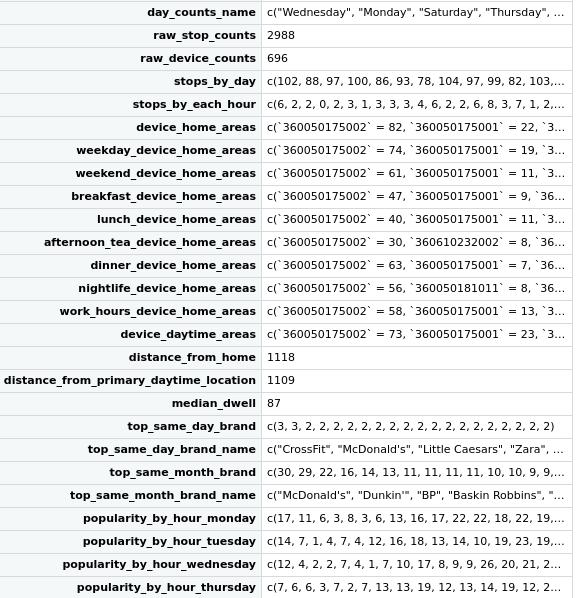 day_counts_name c("Wednesday", "Monday", "Saturday", "Thursday", ...
raw_stop_counts 2988
raw_device_counts 696
stops_by_day c(102, 88, 97, 100, 86, 93, 78, 104, 97, 99, 82, 103,...
stops_by_each_hour c(6, 2, 2, 0, 2, 3, 1, 3, 3, 3, 4, 6, 2, 2, 6, 8, 3, 7, 1, 2,...
device_home_areas c(`360050175002` = 82, `360050175001` = 22, `3...
weekday_device_home_areas c(`360050175002` = 74, `360050175001` = 19, `3...
weekend_device_home_areas c(`360050175002` = 61, `360050175001` = 11, `3...
breakfast_device_home_areas c(`360050175002` = 47, `360050175001` = 9, `36...
lunch_device_home_areas c(`360050175002` = 40, `360050175001` = 11, `3...
afternoon_tea_device_home_areas c(`360050175002` = 30, `360610232002` = 8, `36...
dinner_device_home_areas c(`360050175002` = 63, `360050175001` = 7, `36...
nightlife_device_home_areas c(`360050175002` = 56, `360050181011` = 8, `36...
work_hours_device_home_areas c(`360050175002` = 58, `360050175001` = 13, `3...
device_daytime_areas c(`360050175002` = 73, `360050175001` = 23, `3...
distance_from_home 1118
distance_from_primary_daytime_location 1109
median_dwell 87
top_same_day_brand c(3, 3, 2, 2, 2, 2, 2, 2, 2, 2, 2, 2, 2, 2, 2, 2, 2, 2, 2, 2)
top_same_day_brand_name c("CrossFit", "McDonald's", "Little Caesars", "Zara", ...
top_same_month_brand c(30, 29, 22, 16, 14, 13, 11, 11, 11, 11, 10, 10, 9, 9,...
top_same_month_brand_name c("McDonald's", "Dunkin'", "BP", "Baskin Robbins", "...
popularity_by_hour_monday c(17, 11, 6, 3, 8, 3, 6, 13, 16, 17, 22, 22, 18, 22, 19,...
popularity_by_hour_tuesday c(14, 7, 1, 4, 7, 4, 12, 16, 18, 13, 14, 10, 19, 23, 19,...
popularity_by_hour_wednesday c(12, 4, 2, 2, 7, 4, 1, 7, 10, 17, 8, 9, 9, 26, 20, 21, 2...
popularity_by_hour_thursday c(7, 6, 6, 3, 7, 2, 7, 13, 13, 19, 12, 13, 14, 19, 12, 2...